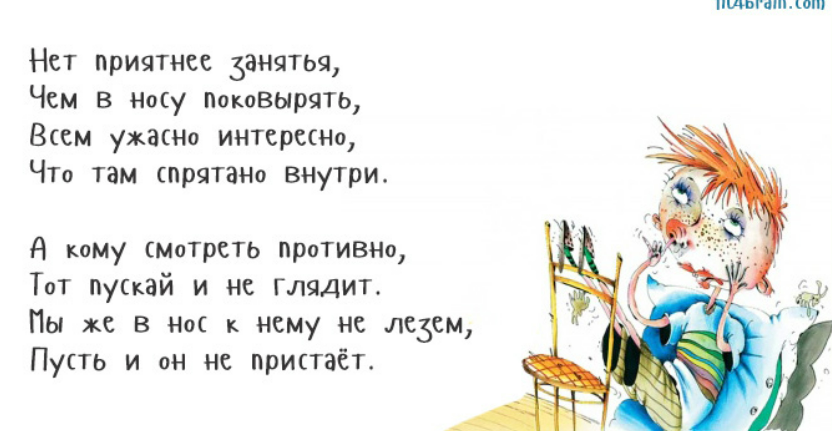 Нет приятнее занятья,
Чем в носу поковырять,
Всем ужасно интересно,
Что там спрятано внутри.
А кому смотреть противно,
Тот пускай и не глядит.
Мы же в нос к нему не лезем,
Пусть и он не пристаёт.